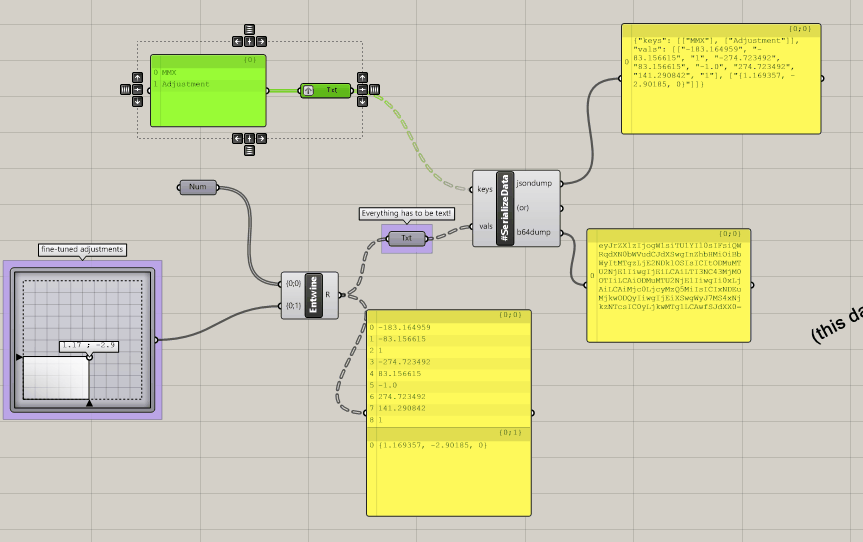 {0}
0 MMX
1 Adjustment
Txt
{0;0}
0
{"keys": [["MMX"], ["Adjustment"]],
"vals": [["-183.164959", "-
83.156615", "1", "-274.723492",
"83.156615", "-1.0", "274.723492",
"141.290842", "1"], ["{1.169357, -
2.90185, 0}"]]}
Num
keys
vals
#SerializeData
jsondump
(or)
b64dump
Everything has to be text!
Txt
fine-tuned adjustments
1.17 ; -2.9
{0;0}
{0;1}
Entwine
R
{0;0}
0
{0;0}
0 -183.164959
1 -83.156615
2 1
3 -274.723492
4 83.156615
5 -1.0
6 274.723492
7 141.290842
8 1
{0;1}
0 {1.169357, -2.90185, 0}
(this da